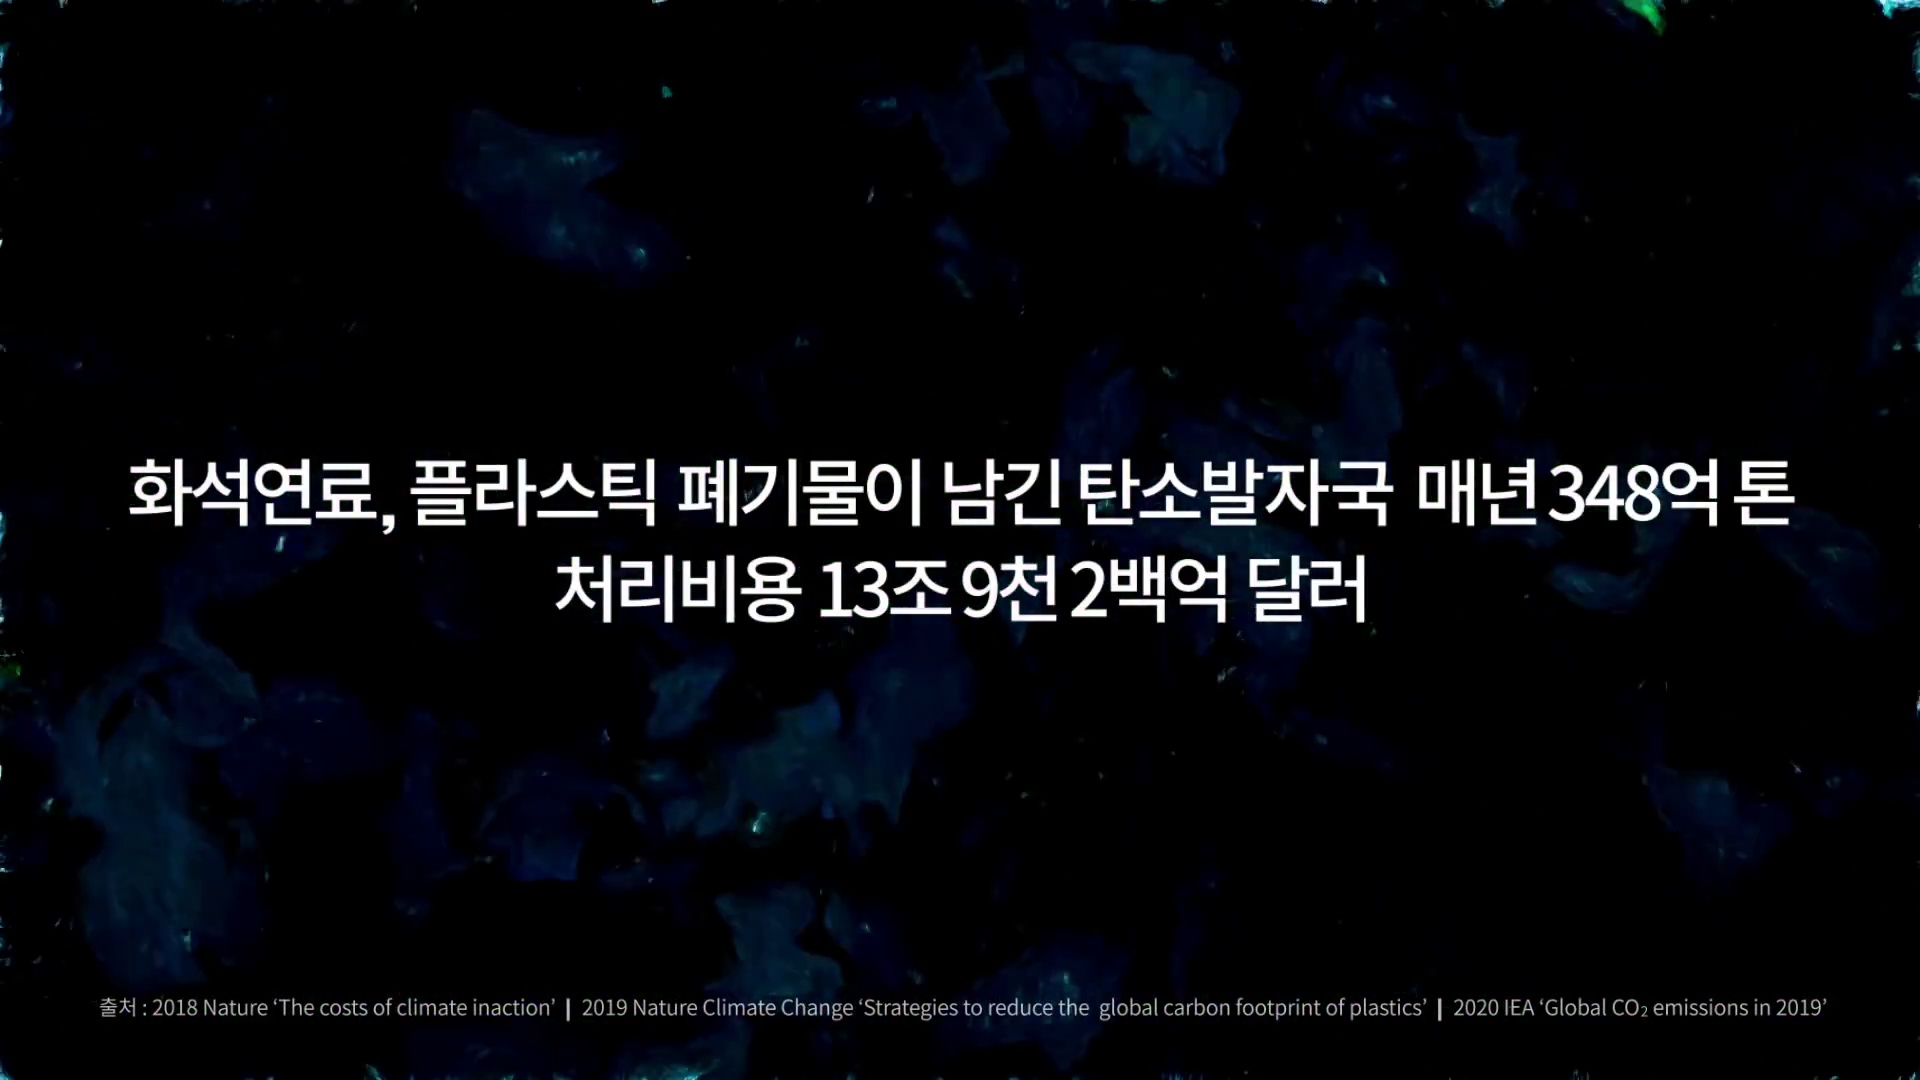 화석연료, 플라스틱 폐기물이 남긴 탄소발자국 매년 348억 톤
처리비용 13조 9천 2백억 달러
출처 : 2018 Nature ‘The costs of climate inaction’ | 2019 Nature Climate Change ‘Strategies to reduce the global carbon footprint of plastics’ | 2020 IEA ‘Global CO₂ emissions in 2019’